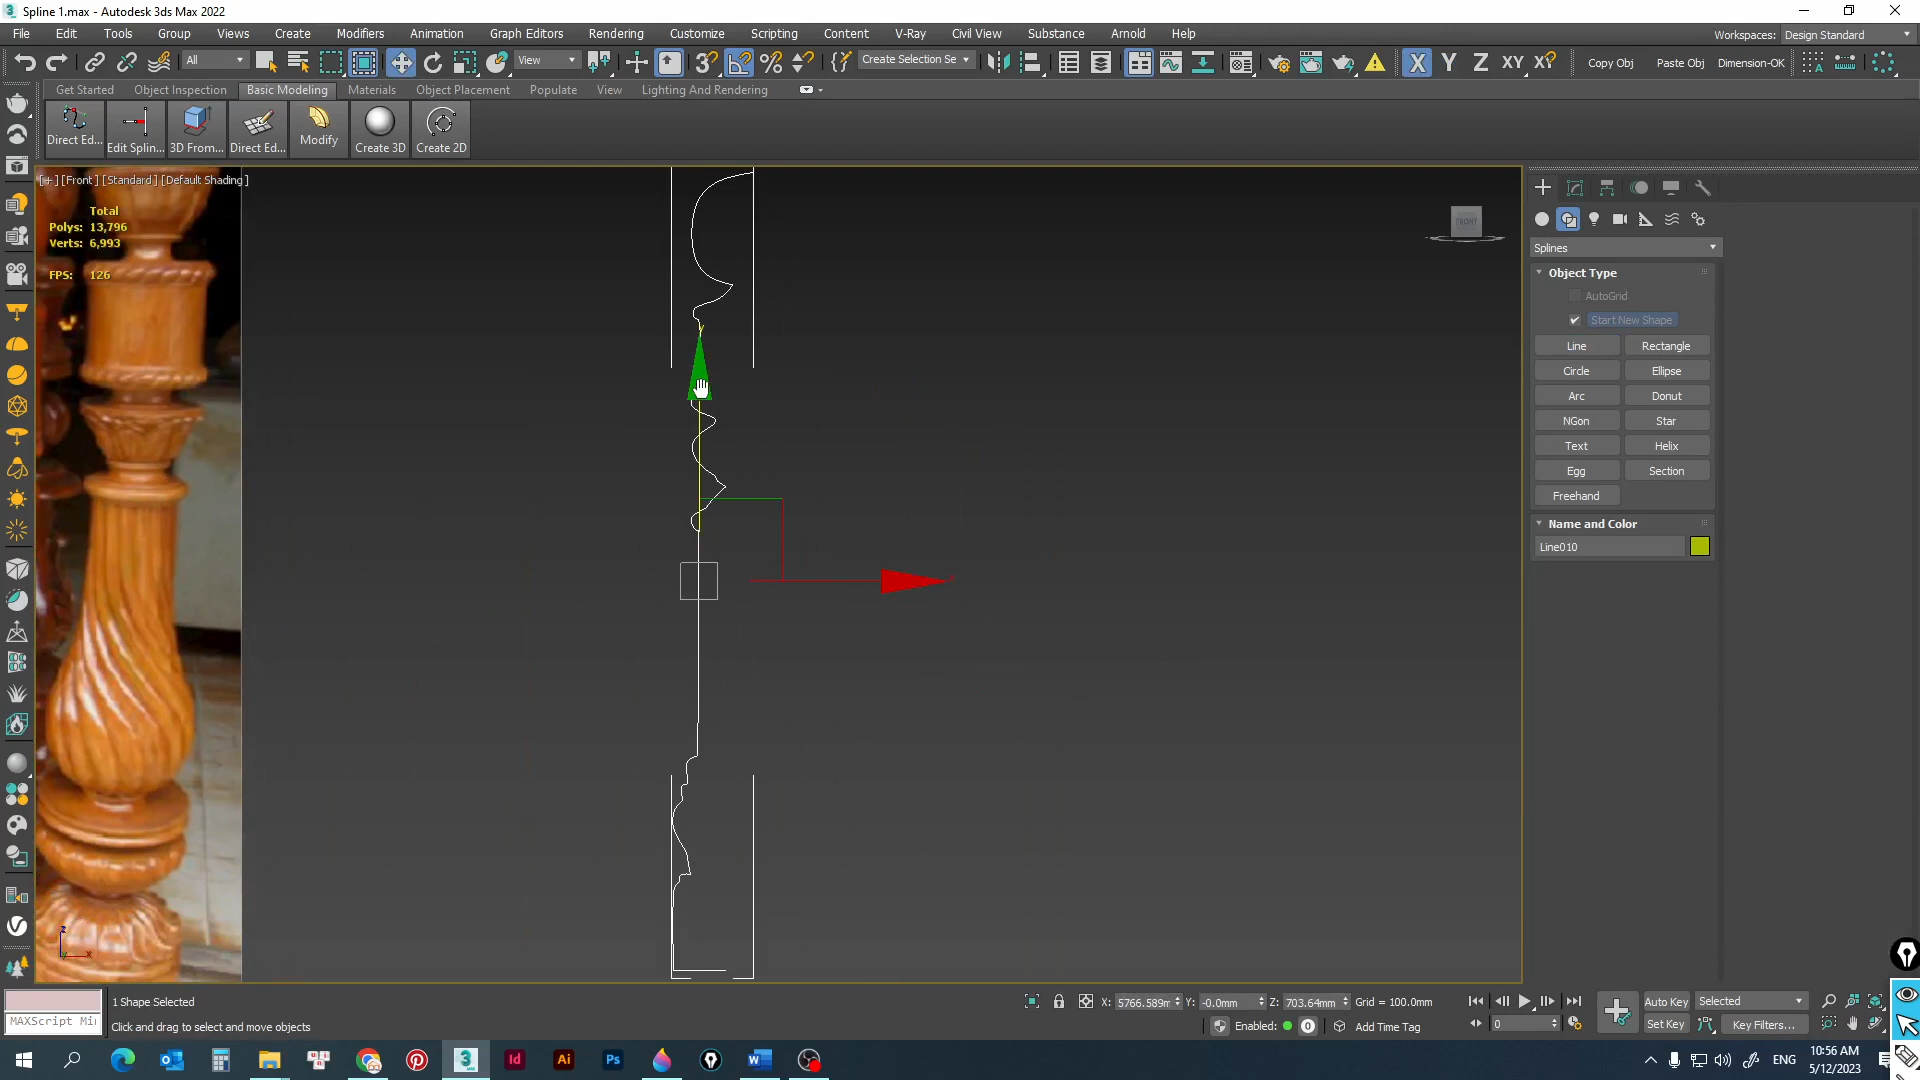 Spline 1.max - Autodesk 3ds Max 2022
File Edit Tools Group Views Create Modifiers Animation Graph Editors Rendering Customize Scripting Content V-Ray Civil View Substance Arnold Help
Workspaces: Design Standard
All View Create Selection Se X Y Z XY XY Copy Obj Paste Obj Dimension-OK
Get Started Object Inspection Basic Modeling Materials Object Placement Populate View Lighting And Rendering
Direct Ed... Edit Splin... 3D From... Direct Ed... Modify Create 3D Create 2D
[+] [Front] [Standard] [Default Shading]
Total
Polys: 13,796
Verts: 6,993
FPS: 126
FRONT
Splines
Object Type
AutoGrid
Start New Shape
Line Rectangle
Circle Ellipse
Arc Donut
NGon Star
Text Helix
Egg Section
Freehand
Name and Color
Line010
y
z
y x
1 Shape Selected
X: 5766.589m Y: -0.0mm Z: 703.64mm Grid = 100.0mm
Auto Key Selected
MAXScript Mi
Click and drag to select and move objects
Enabled: 0 Add Time Tag
0
Set Key Key Filters...
ENG
10:56 AM
5/12/2023